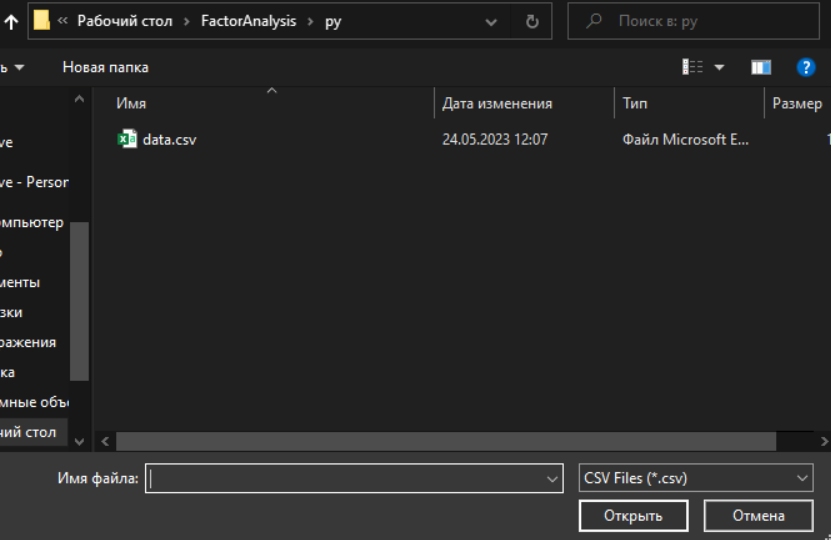 « Рабочий стол › FactorAnalysis › py Поиск в: py
ь Новая папка ?
Имя Дата изменения Тип Размер
ve
data.csv 24.05.2023 12:07 Файл Microsoft E... 1
ve - Person
омпьютер
о
менты
зки
ражения
ка
мные объ
ний стол
Имя файла: CSV Files (*.csv)
Открыть Отмена